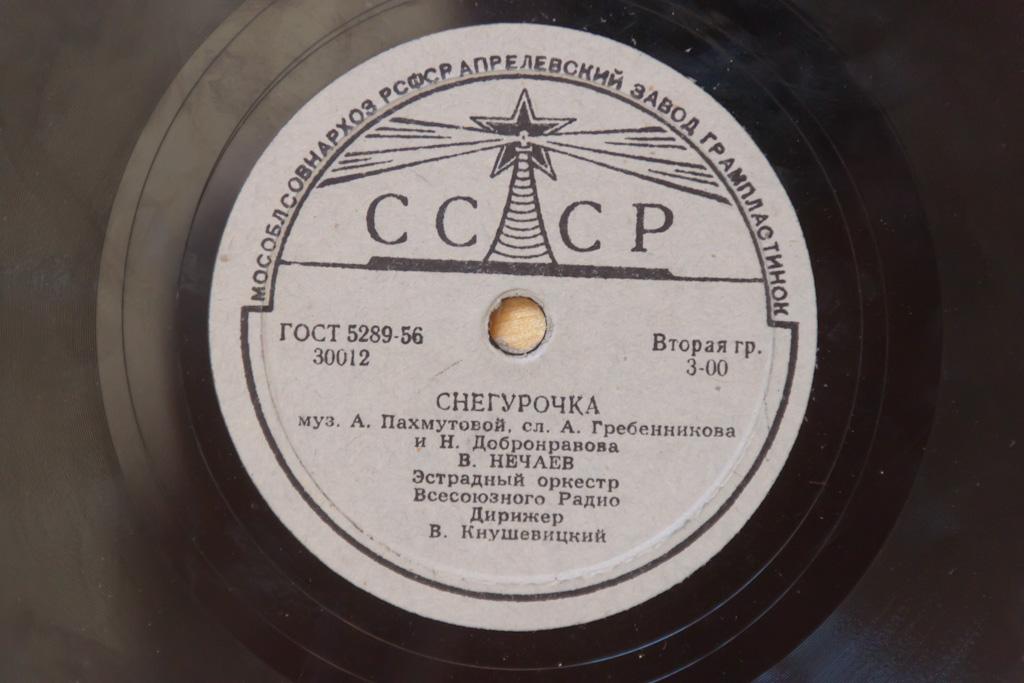 МОСОБЛСОВНАРХОЗ РСФСР АПРЕЛЕВСКИЙ ЗАВОД ГРАМПЛАСТИНОК
СССР
ГОСТ 5289-56
30012
Вторая гр.
3-00
СНЕГУРОЧКА
муз. А. Пахмутовой, сл. А. Гребенникова
и Н. Добронравова
В. НЕЧАЕВ
Эстрадный оркестр
Всесоюзного Радио
Дирижер
В. Кнушевицкий